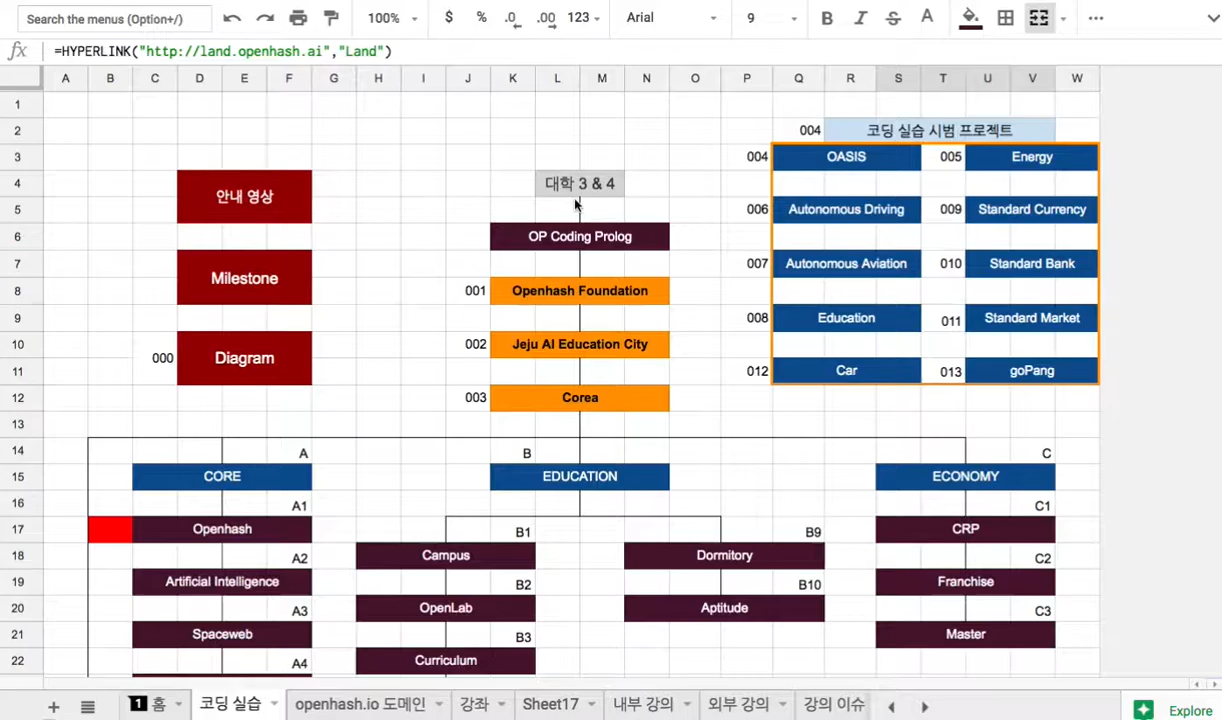 Search the menus (Option+/)
100%
$ % .0 .00 123
Arial
9
B I S A
fx =HYPERLINK("http://land.openhash.ai","Land")
A B C D E F G H I J K L M N O P Q R S T U V W
1
2 004 코딩 실습 시범 프로젝트
3 004 OASIS 005 Energy
4 안내 영상 대학 3 & 4
5 006 Autonomous Driving 009 Standard Currency
6 OP Coding Prolog
7 Milestone 007 Autonomous Aviation 010 Standard Bank
8 001 Openhash Foundation
9 008 Education 011 Standard Market
10 000 Diagram 002 Jeju AI Education City
11 012 Car 013 goPang
12 003 Corea
13
14 A B C
15 CORE EDUCATION ECONOMY
16 A1 C1
17 Openhash B1 B9 CRP
18 A2 Campus Dormitory C2
19 Artificial Intelligence B2 B10 Franchise
20 A3 OpenLab Aptitude C3
21 Spaceweb B3 Master
22 A4 Curriculum
+ 1 홈 코딩 실습 openhash.io 도메인 강좌 Sheet17 내부 강의 외부 강의 강의 이슈 Explore